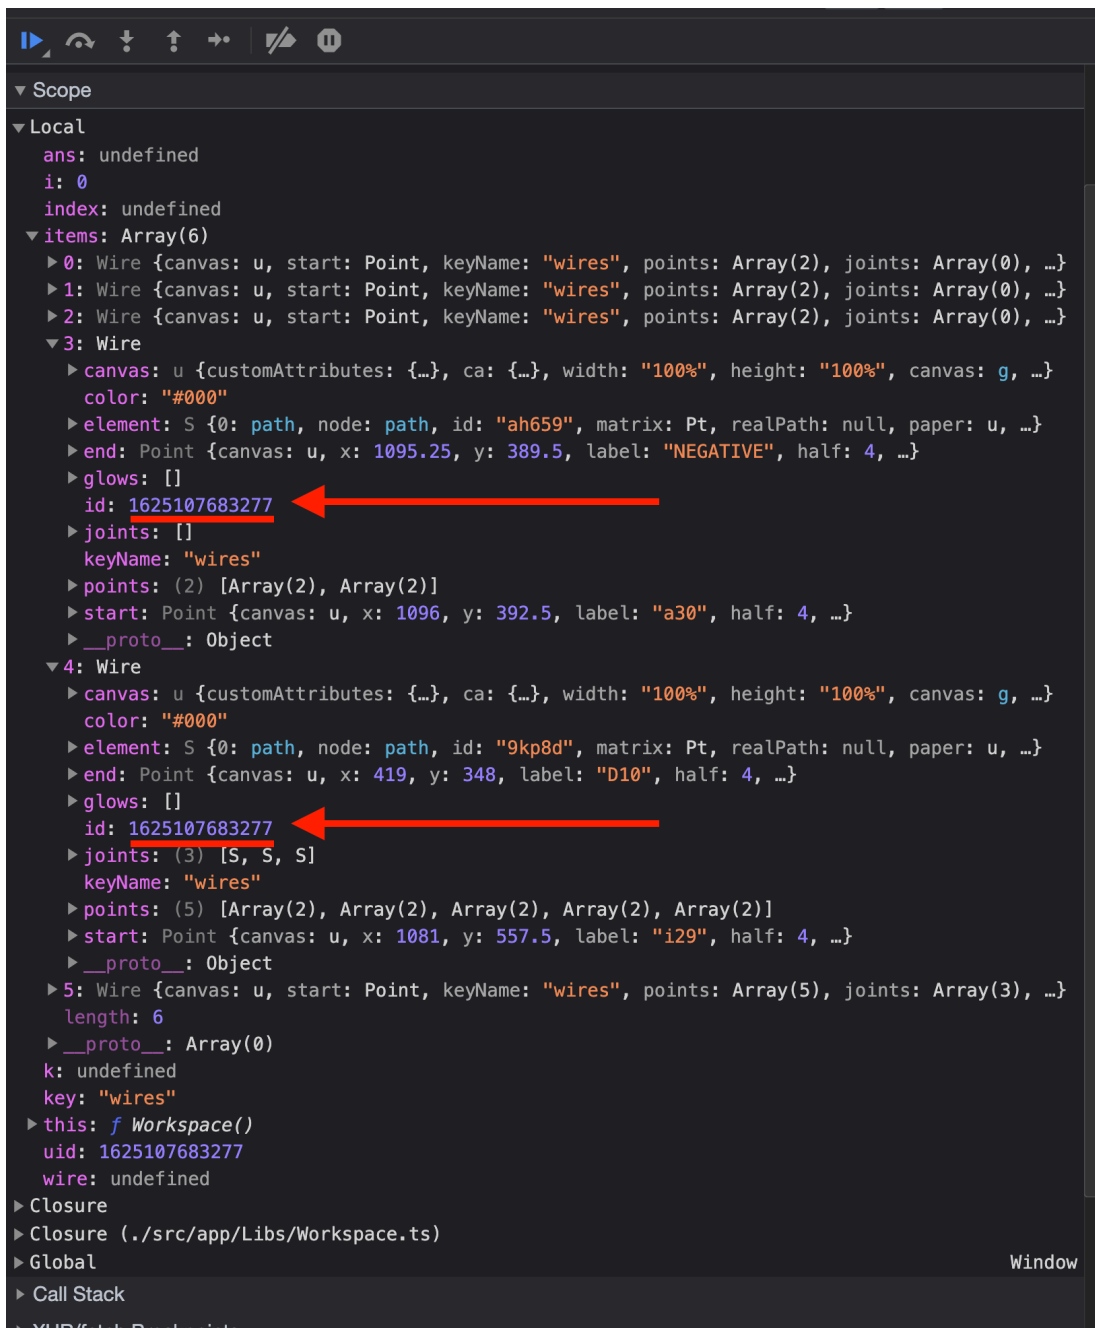 Scope
Local
ans: undefined
i: 0
index: undefined
items: Array(6)
0: Wire {canvas: u, start: Point, keyName: "wires", points: Array(2), joints: Array(0), …}
1: Wire {canvas: u, start: Point, keyName: "wires", points: Array(2), joints: Array(0), …}
2: Wire {canvas: u, start: Point, keyName: "wires", points: Array(2), joints: Array(0), …}
3: Wire
canvas: u {customAttributes: {…}, ca: {…}, width: "100%", height: "100%", canvas: g, …}
color: "#000"
element: S {0: path, node: path, id: "ah659", matrix: Pt, realPath: null, paper: u, …}
end: Point {canvas: u, x: 1095.25, y: 389.5, label: "NEGATIVE", half: 4, …}
glows: []
id: 1625107683277
joints: []
keyName: "wires"
points: (2) [Array(2), Array(2)]
start: Point {canvas: u, x: 1096, y: 392.5, label: "a30", half: 4, …}
__proto__: Object
4: Wire
canvas: u {customAttributes: {…}, ca: {…}, width: "100%", height: "100%", canvas: g, …}
color: "#000"
element: S {0: path, node: path, id: "9kp8d", matrix: Pt, realPath: null, paper: u, …}
end: Point {canvas: u, x: 419, y: 348, label: "D10", half: 4, …}
glows: []
id: 1625107683277
joints: (3) [S, S, S]
keyName: "wires"
points: (5) [Array(2), Array(2), Array(2), Array(2), Array(2)]
start: Point {canvas: u, x: 1081, y: 557.5, label: "i29", half: 4, …}
__proto__: Object
5: Wire {canvas: u, start: Point, keyName: "wires", points: Array(5), joints: Array(3), …}
length: 6
__proto__: Array(0)
k: undefined
key: "wires"
this: ƒ Workspace()
uid: 1625107683277
wire: undefined
Closure
Closure (./src/app/Libs/Workspace.ts)
Global Window
Call Stack
XHR/fetch Breakpoints